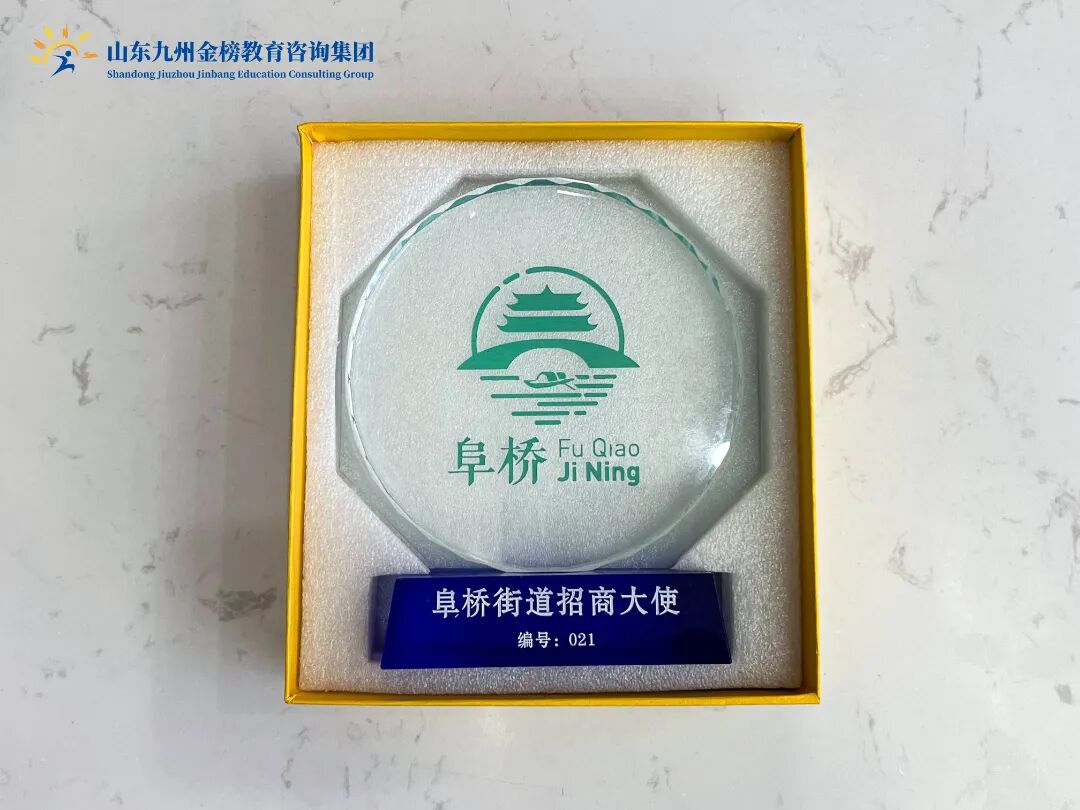 山东九州金榜教育咨询集团
Shandong Jiuzhou Jinbang Education Consulting Group
阜桥 Fu Qiao
Ji Ning
阜桥街道招商大使
编号：021